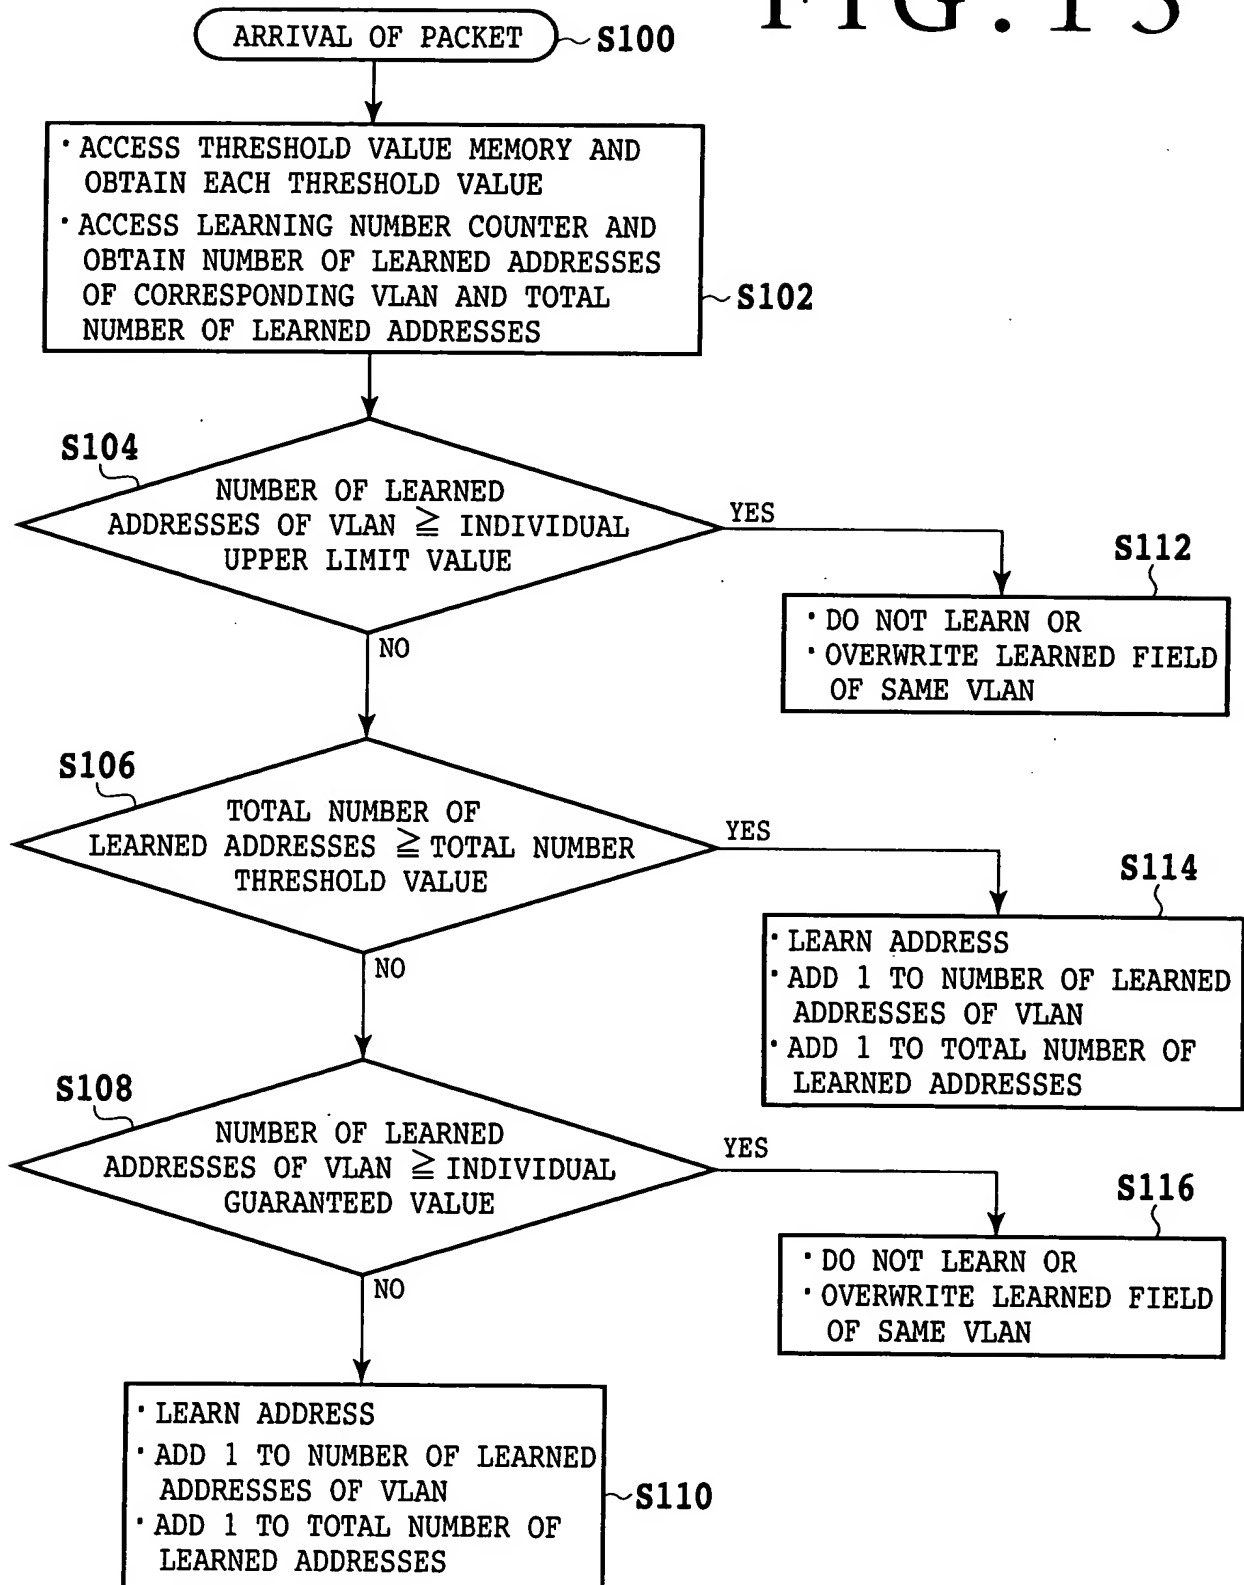 FIG.13
ARRIVAL OF PACKET
S100
· ACCESS THRESHOLD VALUE MEMORY AND
OBTAIN EACH THRESHOLD VALUE
· ACCESS LEARNING NUMBER COUNTER AND
OBTAIN NUMBER OF LEARNED ADDRESSES
OF CORRESPONDING VLAN AND TOTAL
NUMBER OF LEARNED ADDRESSES
S102
S104
NUMBER OF LEARNED
ADDRESSES OF VLAN ≧ INDIVIDUAL
UPPER LIMIT VALUE
YES
NO
S112
· DO NOT LEARN OR
· OVERWRITE LEARNED FIELD
OF SAME VLAN
S106
TOTAL NUMBER OF
LEARNED ADDRESSES ≧ TOTAL NUMBER
THRESHOLD VALUE
YES
NO
S114
· LEARN ADDRESS
· ADD 1 TO NUMBER OF LEARNED
ADDRESSES OF VLAN
· ADD 1 TO TOTAL NUMBER OF
LEARNED ADDRESSES
S108
NUMBER OF LEARNED
ADDRESSES OF VLAN ≧ INDIVIDUAL
GUARANTEED VALUE
YES
NO
S116
· DO NOT LEARN OR
· OVERWRITE LEARNED FIELD
OF SAME VLAN
· LEARN ADDRESS
· ADD 1 TO NUMBER OF LEARNED
ADDRESSES OF VLAN
· ADD 1 TO TOTAL NUMBER OF
LEARNED ADDRESSES
S110